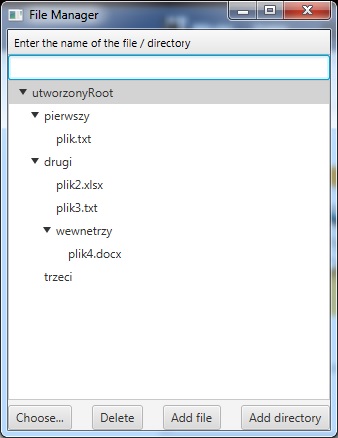 File Manager
Enter the name of the file / directory
utworzonyRoot
pierwszy
plik.txt
drugi
plik2.xlsx
plik3.txt
wewnetrzy
plik4.docx
trzeci
Choose... Delete Add file Add directory